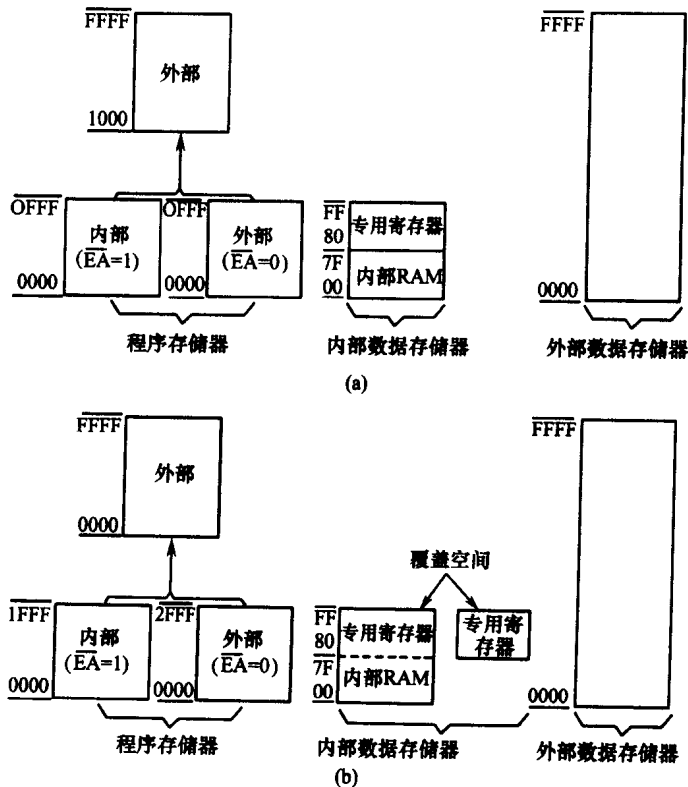 FFFF
外部
1000
FFFF
0000
OFFF
内部
(EA=1)
0000
OFFF
外部
(EA=0)
0000
程序存储器
FF
80
7F
00
专用寄存器
内部RAM
内部数据存储器
外部数据存储器
(a)
FFFF
外部
0000
FFFF
0000
1FFF
内部
(EA=1)
0000
2FFF
外部
(EA=0)
0000
程序存储器
覆盖空间
FF
80
7F
00
专用寄存器
内部RAM
专用寄
存器
内部数据存储器
外部数据存储器
(b)